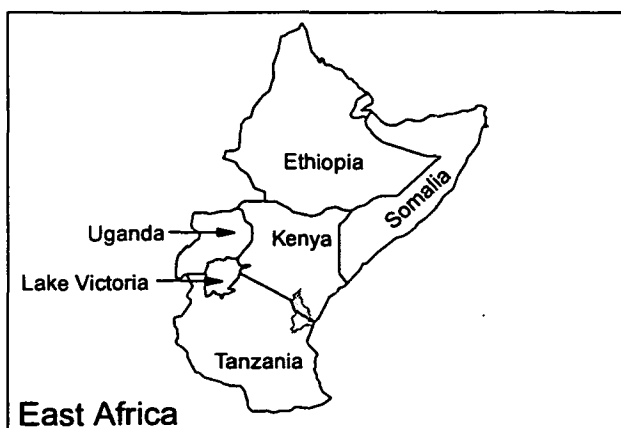 Ethiopia
Somalia
Uganda
Kenya
Lake Victoria
Tanzania
East Africa